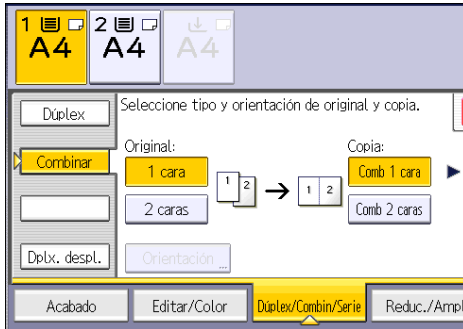 1 2
A4 A4 A4
Dúplex
Combinar
Dplx. despl.
Seleccione tipo y orientación de original y copia.
Original:
1 cara
2 caras
Orientación
1 2 → 1 2
Copia:
Comb 1 cara
Comb 2 caras
Acabado
Editar/Color
Dúplex/Combin/Serie
Reduc./Ampl